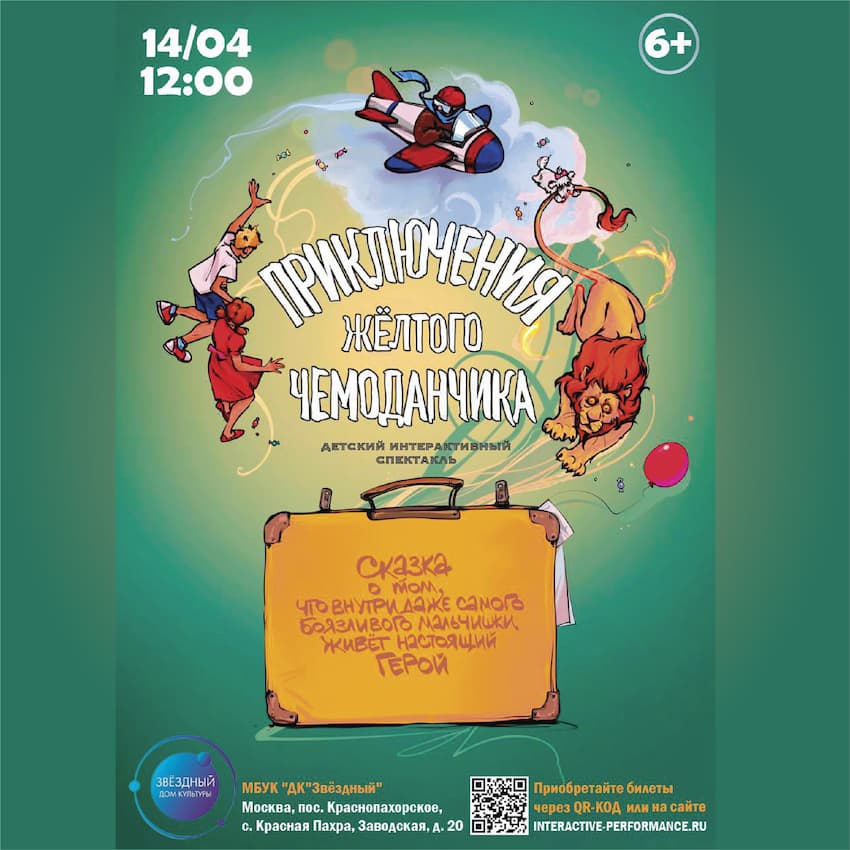 14/04
12:00
6+
ПРИКЛЮЧЕНИЯ
ЖЁЛТОГО
ЧЕМОДАНЧИКА
ДЕТСКИЙ ИНТЕРАКТИВНЫЙ
СПЕКТАКЛЬ
Сказка
о том,
что внутри даже самого
боязливого мальчишки,
живёт настоящий
ГЕРОЙ
ЗВЁЗДНЫЙ
ДОМ КУЛЬТУРЫ
МБУК "ДК"Звёздный"
Москва, пос. Краснопахорское,
с. Красная Пахра, Заводская, д. 20
Приобретайте билеты
через QR-КОД или на сайте
INTERACTIVE-PERFORMANCE.RU